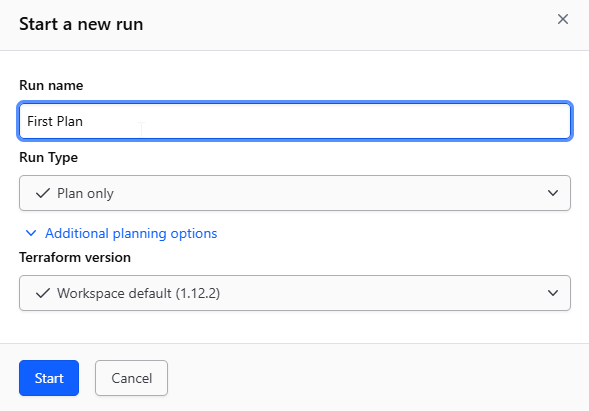 Start a new run
Run name
First Plan
Run Type
Plan only
Additional planning options
Terraform version
Workspace default (1.12.2)
Start
Cancel